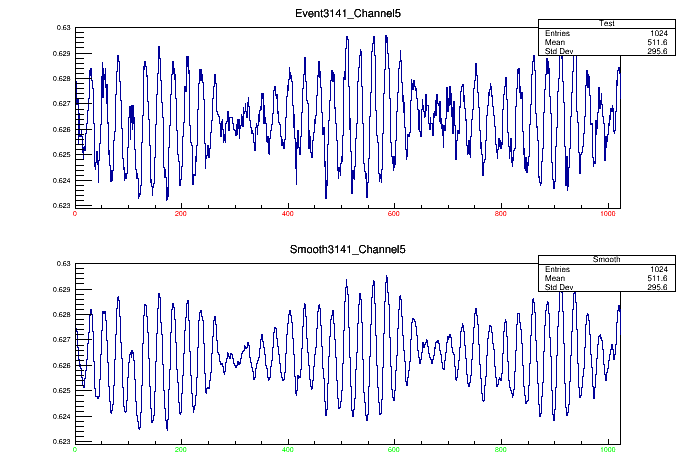 Event3141_Channel5
Test
Entries 1024
Mean 511.6
Std Dev 295.6
0.63
0.629
0.628
0.627
0.626
0.625
0.624
0.623
0 200 400 600 800 1000
Smooth3141_Channel5
Smooth
Entries 1024
Mean 511.6
Std Dev 295.6
0.63
0.629
0.628
0.627
0.626
0.625
0.624
0.623
0 200 400 600 800 1000